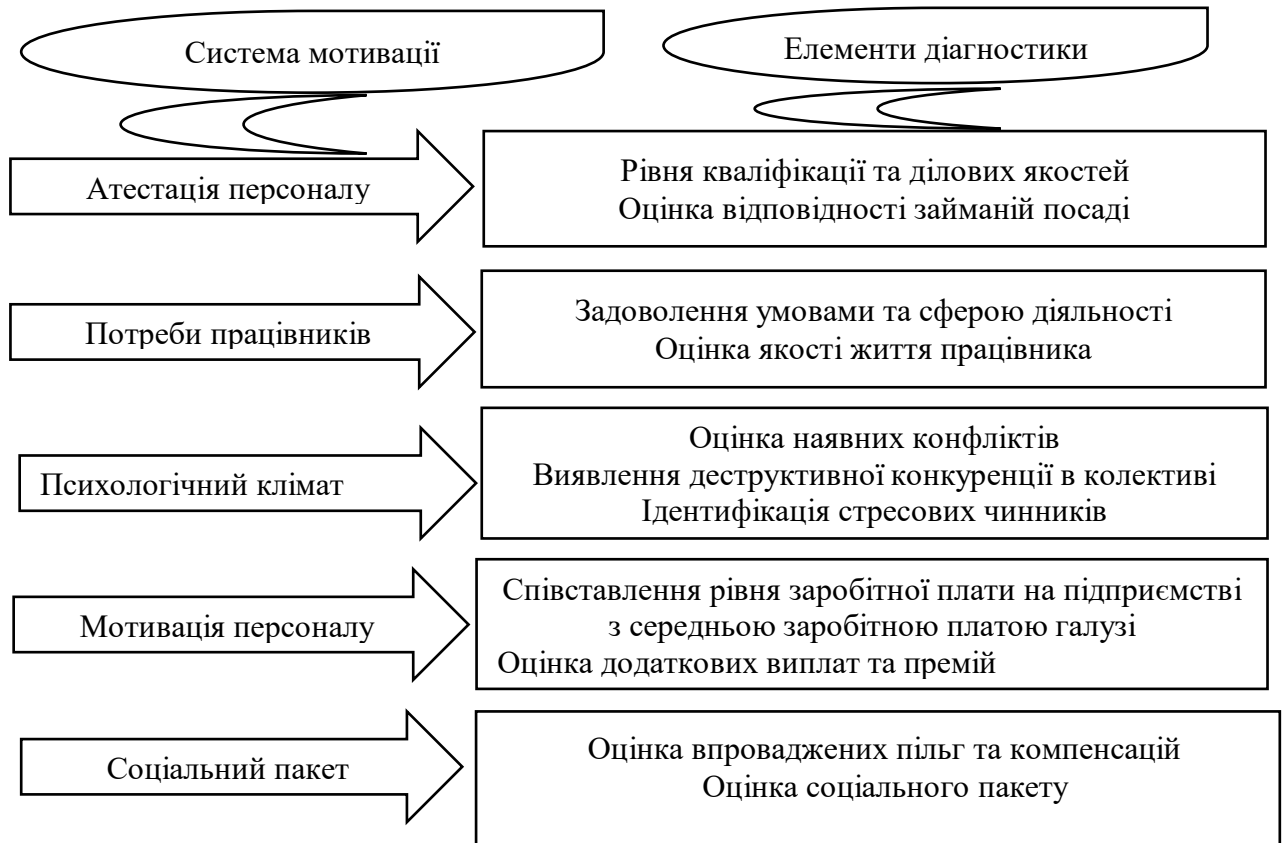 Система мотивації
Елементи діагностики
Атестація персоналу
Рівня кваліфікації та ділових якостей
Оцінка відповідності займаній посаді
Потреби працівників
Задоволення умовами та сферою діяльності
Оцінка якості життя працівника
Психологічний клімат
Оцінка наявних конфліктів
Виявлення деструктивної конкуренції в колективі
Ідентифікація стресових чинників
Мотивація персоналу
Співставлення рівня заробітної плати на підприємстві
з середньою заробітною платою галузі
Оцінка додаткових виплат та премій
Соціальний пакет
Оцінка впроваджених пільг та компенсацій
Оцінка соціального пакету